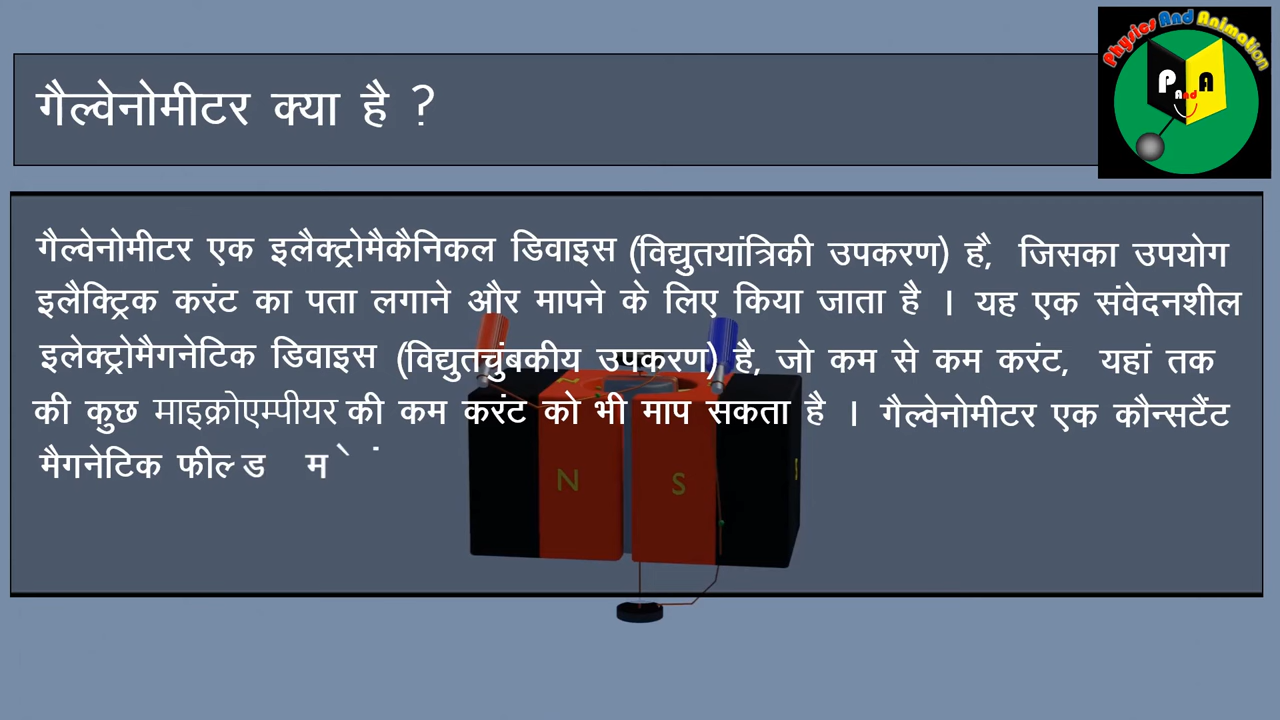 Physics And Animation
P And A
गैल्वेनोमीटर क्या है ?
गैल्वेनोमीटर एक इलैक्ट्रोमैकैनिकल डिवाइस (विद्युतयांत्रिकी उपकरण) है, जिसका उपयोग
इलैक्ट्रिक करंट का पता लगाने और मापने के लिए किया जाता है । यह एक संवेदनशील
इलेक्ट्रोमैगनेटिक डिवाइस (विद्युतचुंबकीय उपकरण) है, जो कम से कम करंट, यहां तक
की कुछ माइक्रोएम्पीयर की कम करंट को भी माप सकता है । गैल्वेनोमीटर एक कौन्सटैंट
मैगनेटिक फील्ड में
N S S